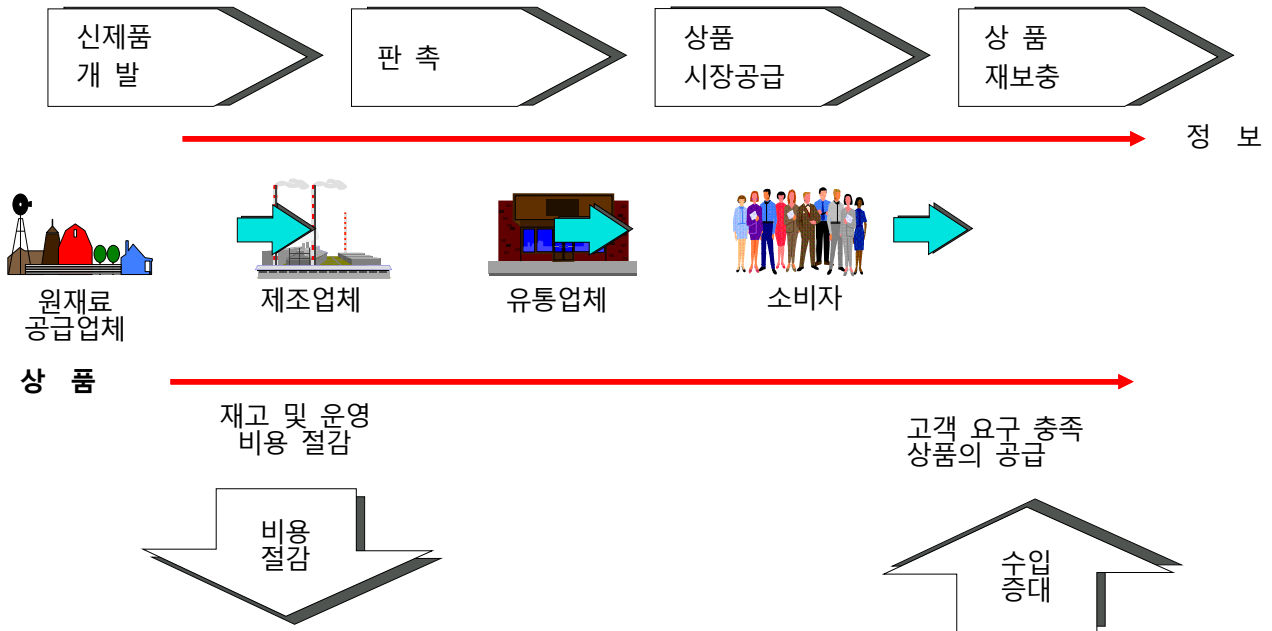 신제품
개 발
판 촉
상품
시장공급
상 품
재보충
정 보
원재료
공급업체
제조업체
유통업체
소비자
상 품
재고 및 운영
비용 절감
고객 요구 충족
상품의 공급
비용
절감
수입
증대